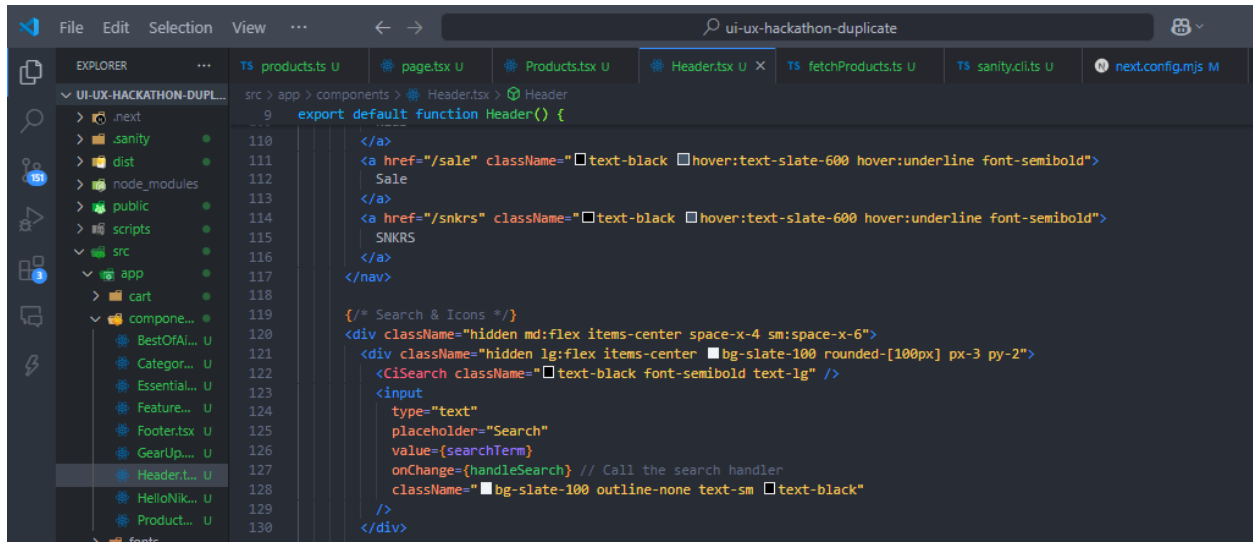 File Edit Selection View ··· ui-ux-hackathon-duplicate
EXPLORER ···
UI-UX-HACKATHON-DUPL...
.next
.sanity
dist
node_modules
public
scripts
src
app
cart
compone...
BestOfAi... U
Categor... U
Essential... U
Feature... U
Footer.tsx U
GearUp.... U
Header.t... U
HelloNik... U
Product... U
fonts
151
3
TS products.ts U page.tsx U Products.tsx U Header.tsx U × TS fetchProducts.ts U TS sanity.cli.ts U N next.config.mjs M
src > app > components > Header.tsx > Header
9 export default function Header() {
110 </a>
111 <a href="/sale" className="text-black hover:text-slate-600 hover:underline font-semibold">
112 Sale
113 </a>
114 <a href="/snkrs" className="text-black hover:text-slate-600 hover:underline font-semibold">
115 SNKRS
116 </a>
117 </nav>
118
119 {/* Search & Icons */}
120 <div className="hidden md:flex items-center space-x-4 sm:space-x-6">
121 <div className="hidden lg:flex items-center bg-slate-100 rounded-[100px] px-3 py-2">
122 <CiSearch className="text-black font-semibold text-lg" />
123 <input
124 type="text"
125 placeholder="Search"
126 value={searchTerm}
127 onChange={handleSearch} // Call the search handler
128 className="bg-slate-100 outline-none text-sm text-black"
129 />
130 </div>